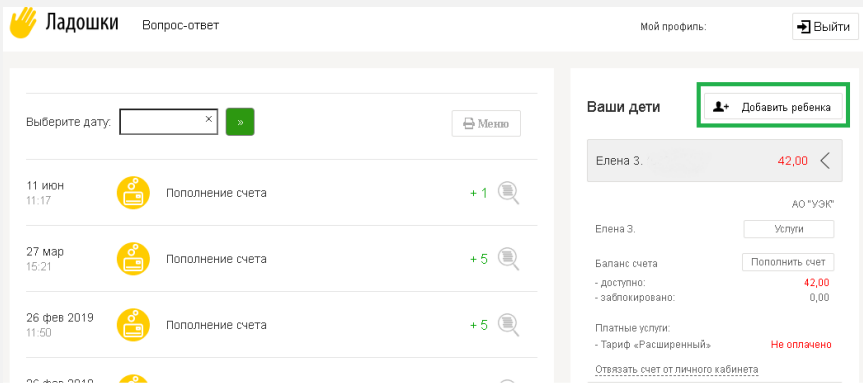 Ладошки
Вопрос-ответ
Мой профиль:
Выйти
Выберите дату:
×
»
Меню
11 июн
11:17
Пополнение счета
+ 1
27 мар
15:21
Пополнение счета
+ 5
26 фев 2019
11:50
Пополнение счета
+ 5
Ваши дети
Добавить ребенка
Елена З.
42,00
АО "УЭК"
Елена З.
Услуги
Баланс счета
Пополнить счет
- доступно:
42,00
- заблокировано:
0,00
Платные услуги:
- Тариф «Расширенный»
Не оплачено
Отвязать счет от личного кабинета